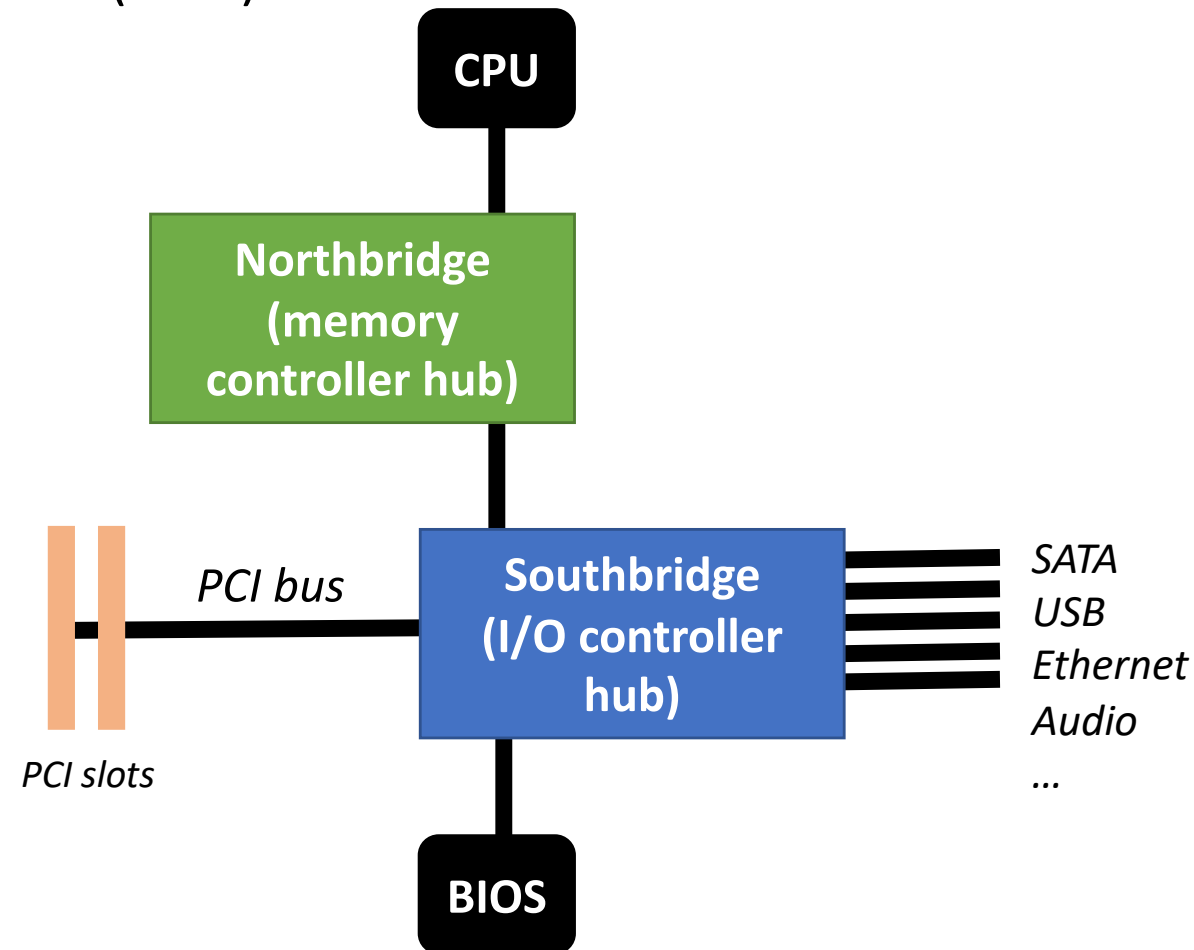 CPU
Northbridge
(memory
controller hub)
PCI bus
Southbridge
(I/O controller
hub)
SATA
USB
Ethernet
Audio
...
PCI slots
BIOS